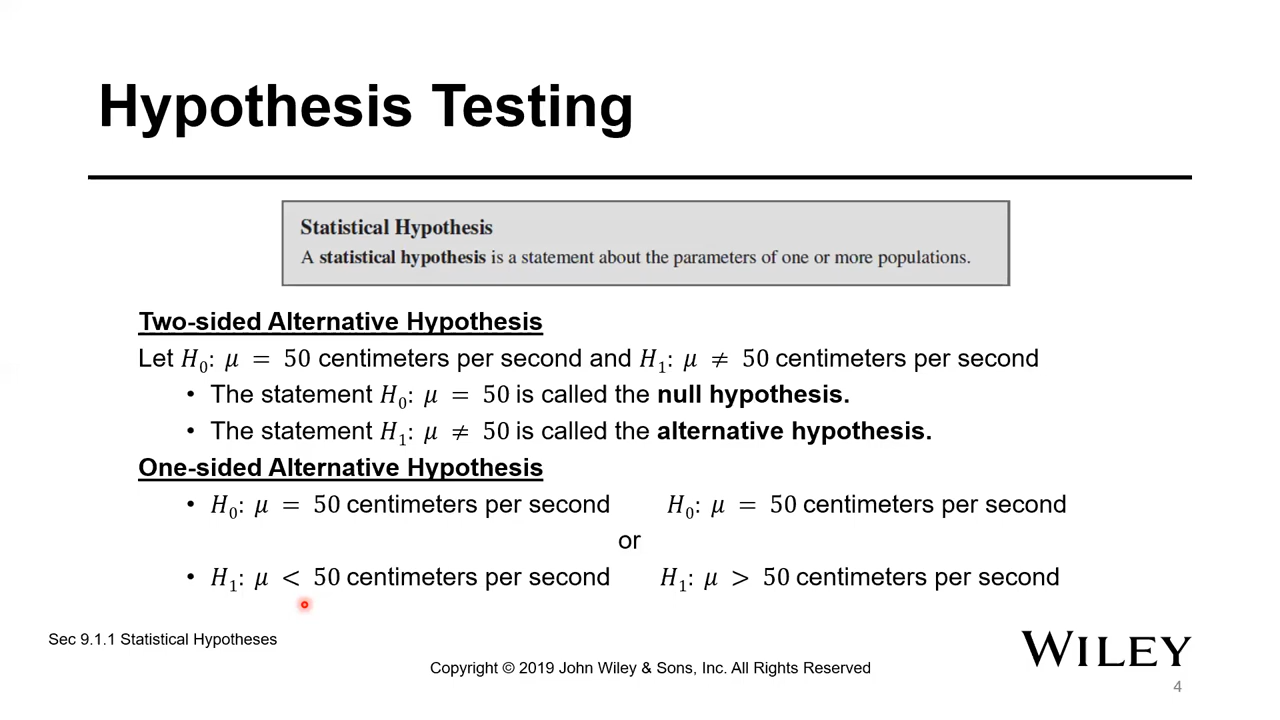 Hypothesis Testing
Statistical Hypothesis
A statistical hypothesis is a statement about the parameters of one or more populations.
Two-sided Alternative Hypothesis
Let H₀: μ = 50 centimeters per second and H₁: μ ≠ 50 centimeters per second
• The statement H₀: μ = 50 is called the null hypothesis.
• The statement H₁: μ ≠ 50 is called the alternative hypothesis.
One-sided Alternative Hypothesis
• H₀: μ = 50 centimeters per second H₀: μ = 50 centimeters per second
or
• H₁: μ < 50 centimeters per second H₁: μ > 50 centimeters per second
Sec 9.1.1 Statistical Hypotheses
WILEY
Copyright © 2019 John Wiley & Sons, Inc. All Rights Reserved
4